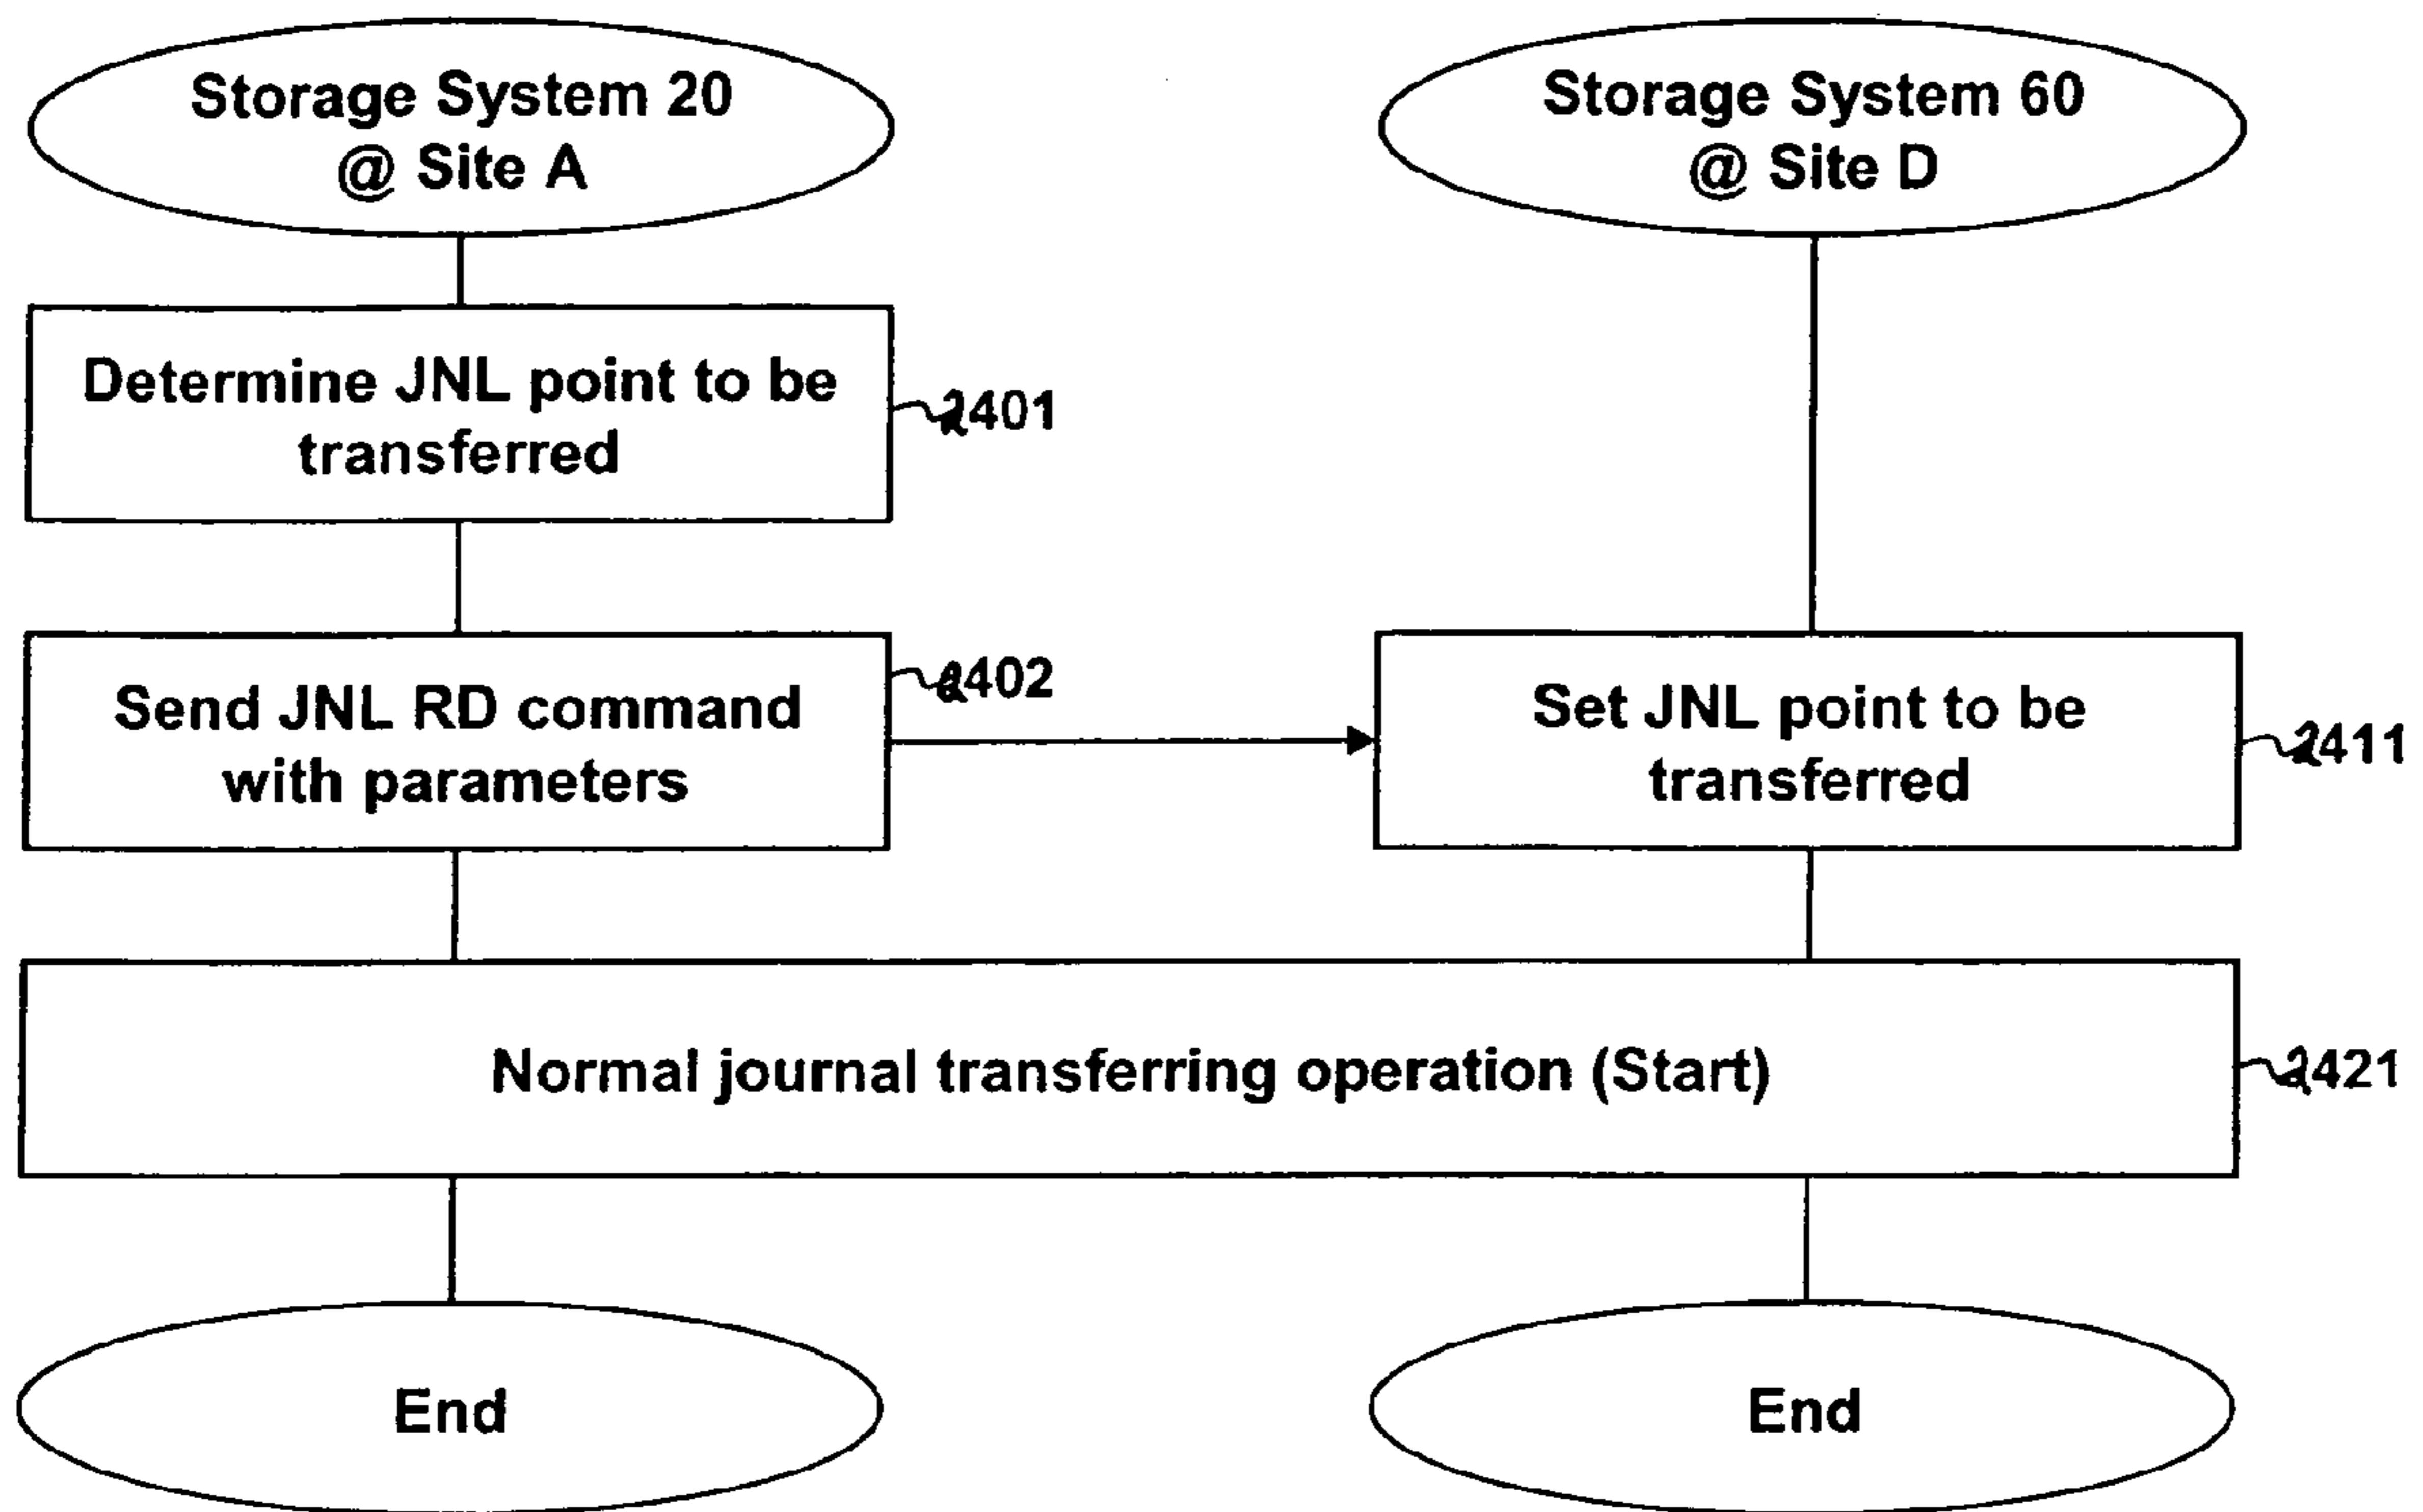 Storage System 20
@ Site A
Storage System 60
@ Site D
Determine JNL point to be
transferred
2401
Send JNL RD command
with parameters
2402
Set JNL point to be
transferred
2411
Normal journal transferring operation (Start)
2421
End
End